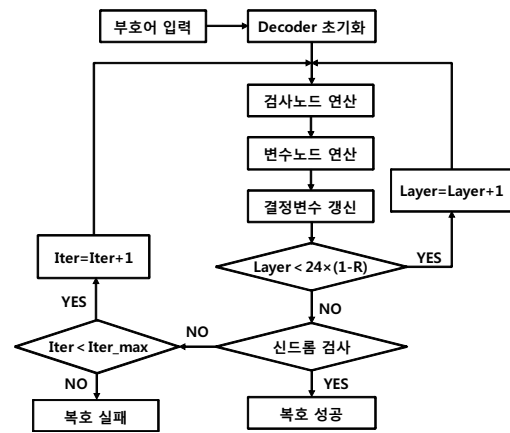 부호어 입력
Decoder 초기화
검사노드 연산
변수노드 연산
결정변수 갱신
Layer=Layer+1
Iter=Iter+1
Layer < 24×(1-R)
YES
YES
NO
NO
Iter < Iter_max
신드롬 검사
NO
YES
복호 실패
복호 성공